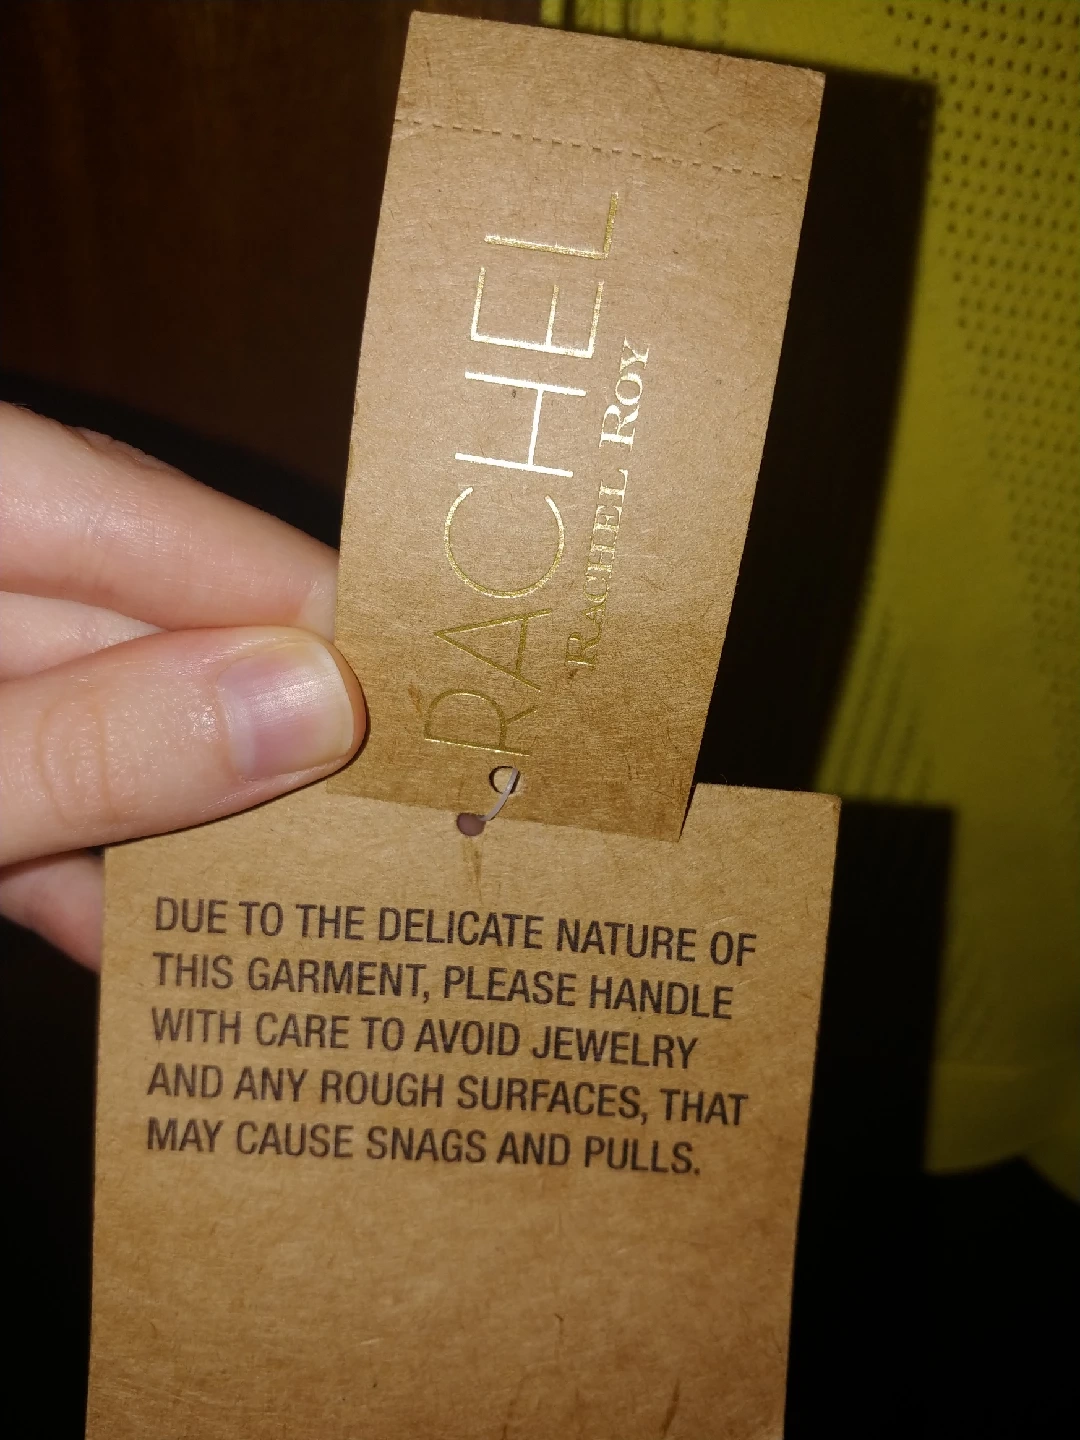 RACHEL
RACHEL ROY
DUE TO THE DELICATE NATURE OF
THIS GARMENT, PLEASE HANDLE
WITH CARE TO AVOID JEWELRY
AND ANY ROUGH SURFACES, THAT
MAY CAUSE SNAGS AND PULLS.